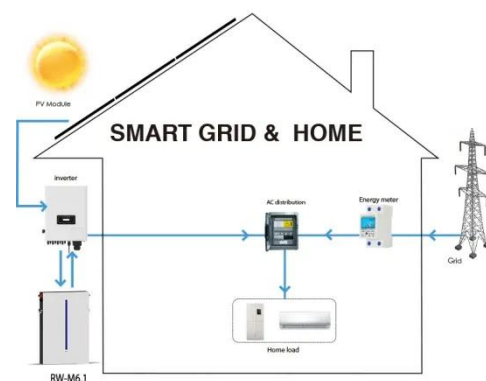 PV Module
SMART GRID & HOME
inverter
AC distribution
Energy meter
Grid
Home load
RW-M6.1